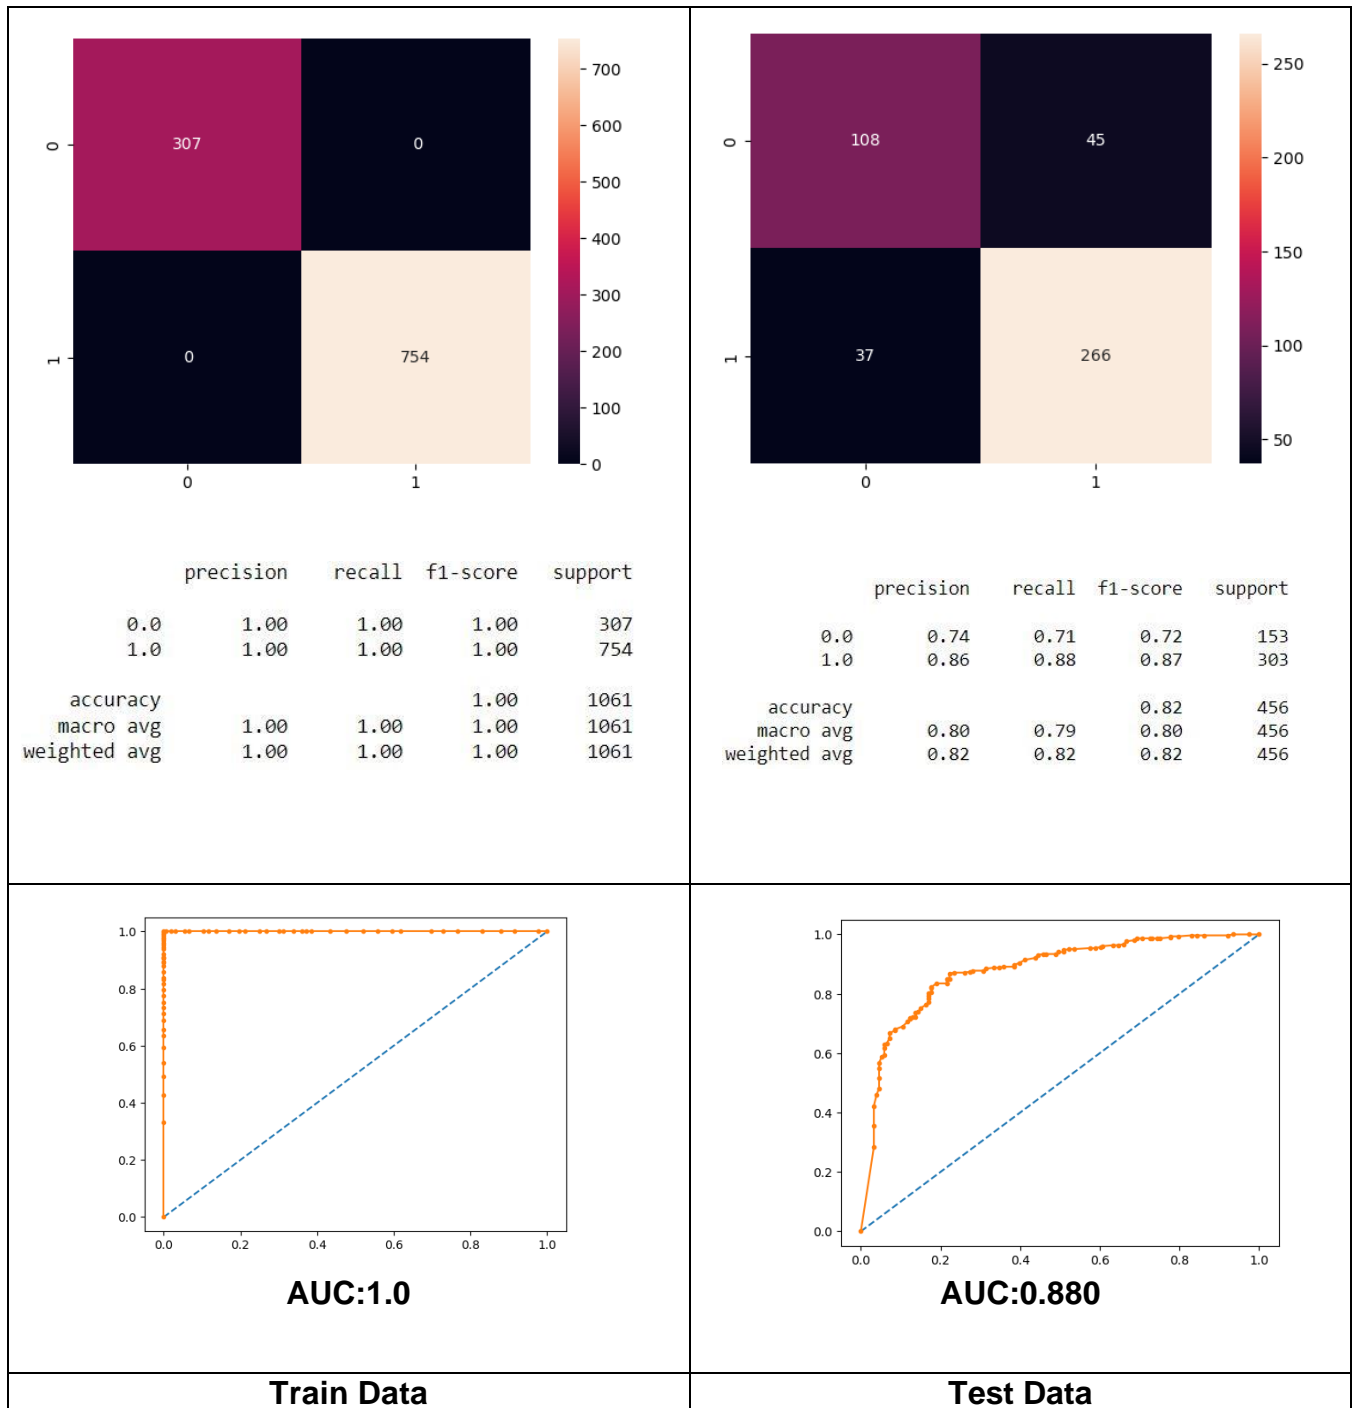 0
1
307
0
0
754
0
1
700
600
500
400
300
200
100
0
precision recall f1-score support
0.0 1.00 1.00 1.00 307
1.0 1.00 1.00 1.00 754
accuracy 1.00 1061
macro avg 1.00 1.00 1.00 1061
weighted avg 1.00 1.00 1.00 1061
0
1
108
45
37
266
0
1
250
200
150
100
50
precision recall f1-score support
0.0 0.74 0.71 0.72 153
1.0 0.86 0.88 0.87 303
accuracy 0.82 456
macro avg 0.80 0.79 0.80 456
weighted avg 0.82 0.82 0.82 456
1.0
0.8
0.6
0.4
0.2
0.0
0.0 0.2 0.4 0.6 0.8 1.0
AUC:1.0
1.0
0.8
0.6
0.4
0.2
0.0
0.0 0.2 0.4 0.6 0.8 1.0
AUC:0.880
Train Data
Test Data